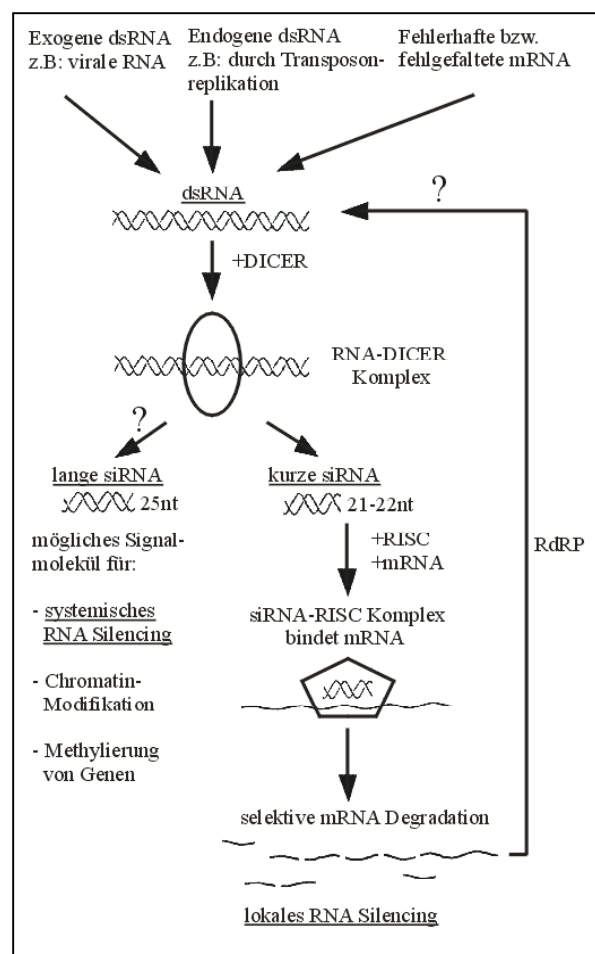 Exogene dsRNA
z.B: virale RNA
Endogene dsRNA
z.B: durch Transposon-
replikation
Fehlerhafte bzw.
fehlgefaltete mRNA
dsRNA
?
+DICER
RNA-DICER
Komplex
?
lange siRNA
25nt
kurze siRNA
21-22nt
mögliches Signal-
molekül für:
+RISC
+mRNA
RdRP
- systemisches
RNA Silencing
siRNA-RISC Komplex
bindet mRNA
- Chromatin-
Modifikation
- Methylierung
von Genen
selektive mRNA Degradation
lokales RNA Silencing